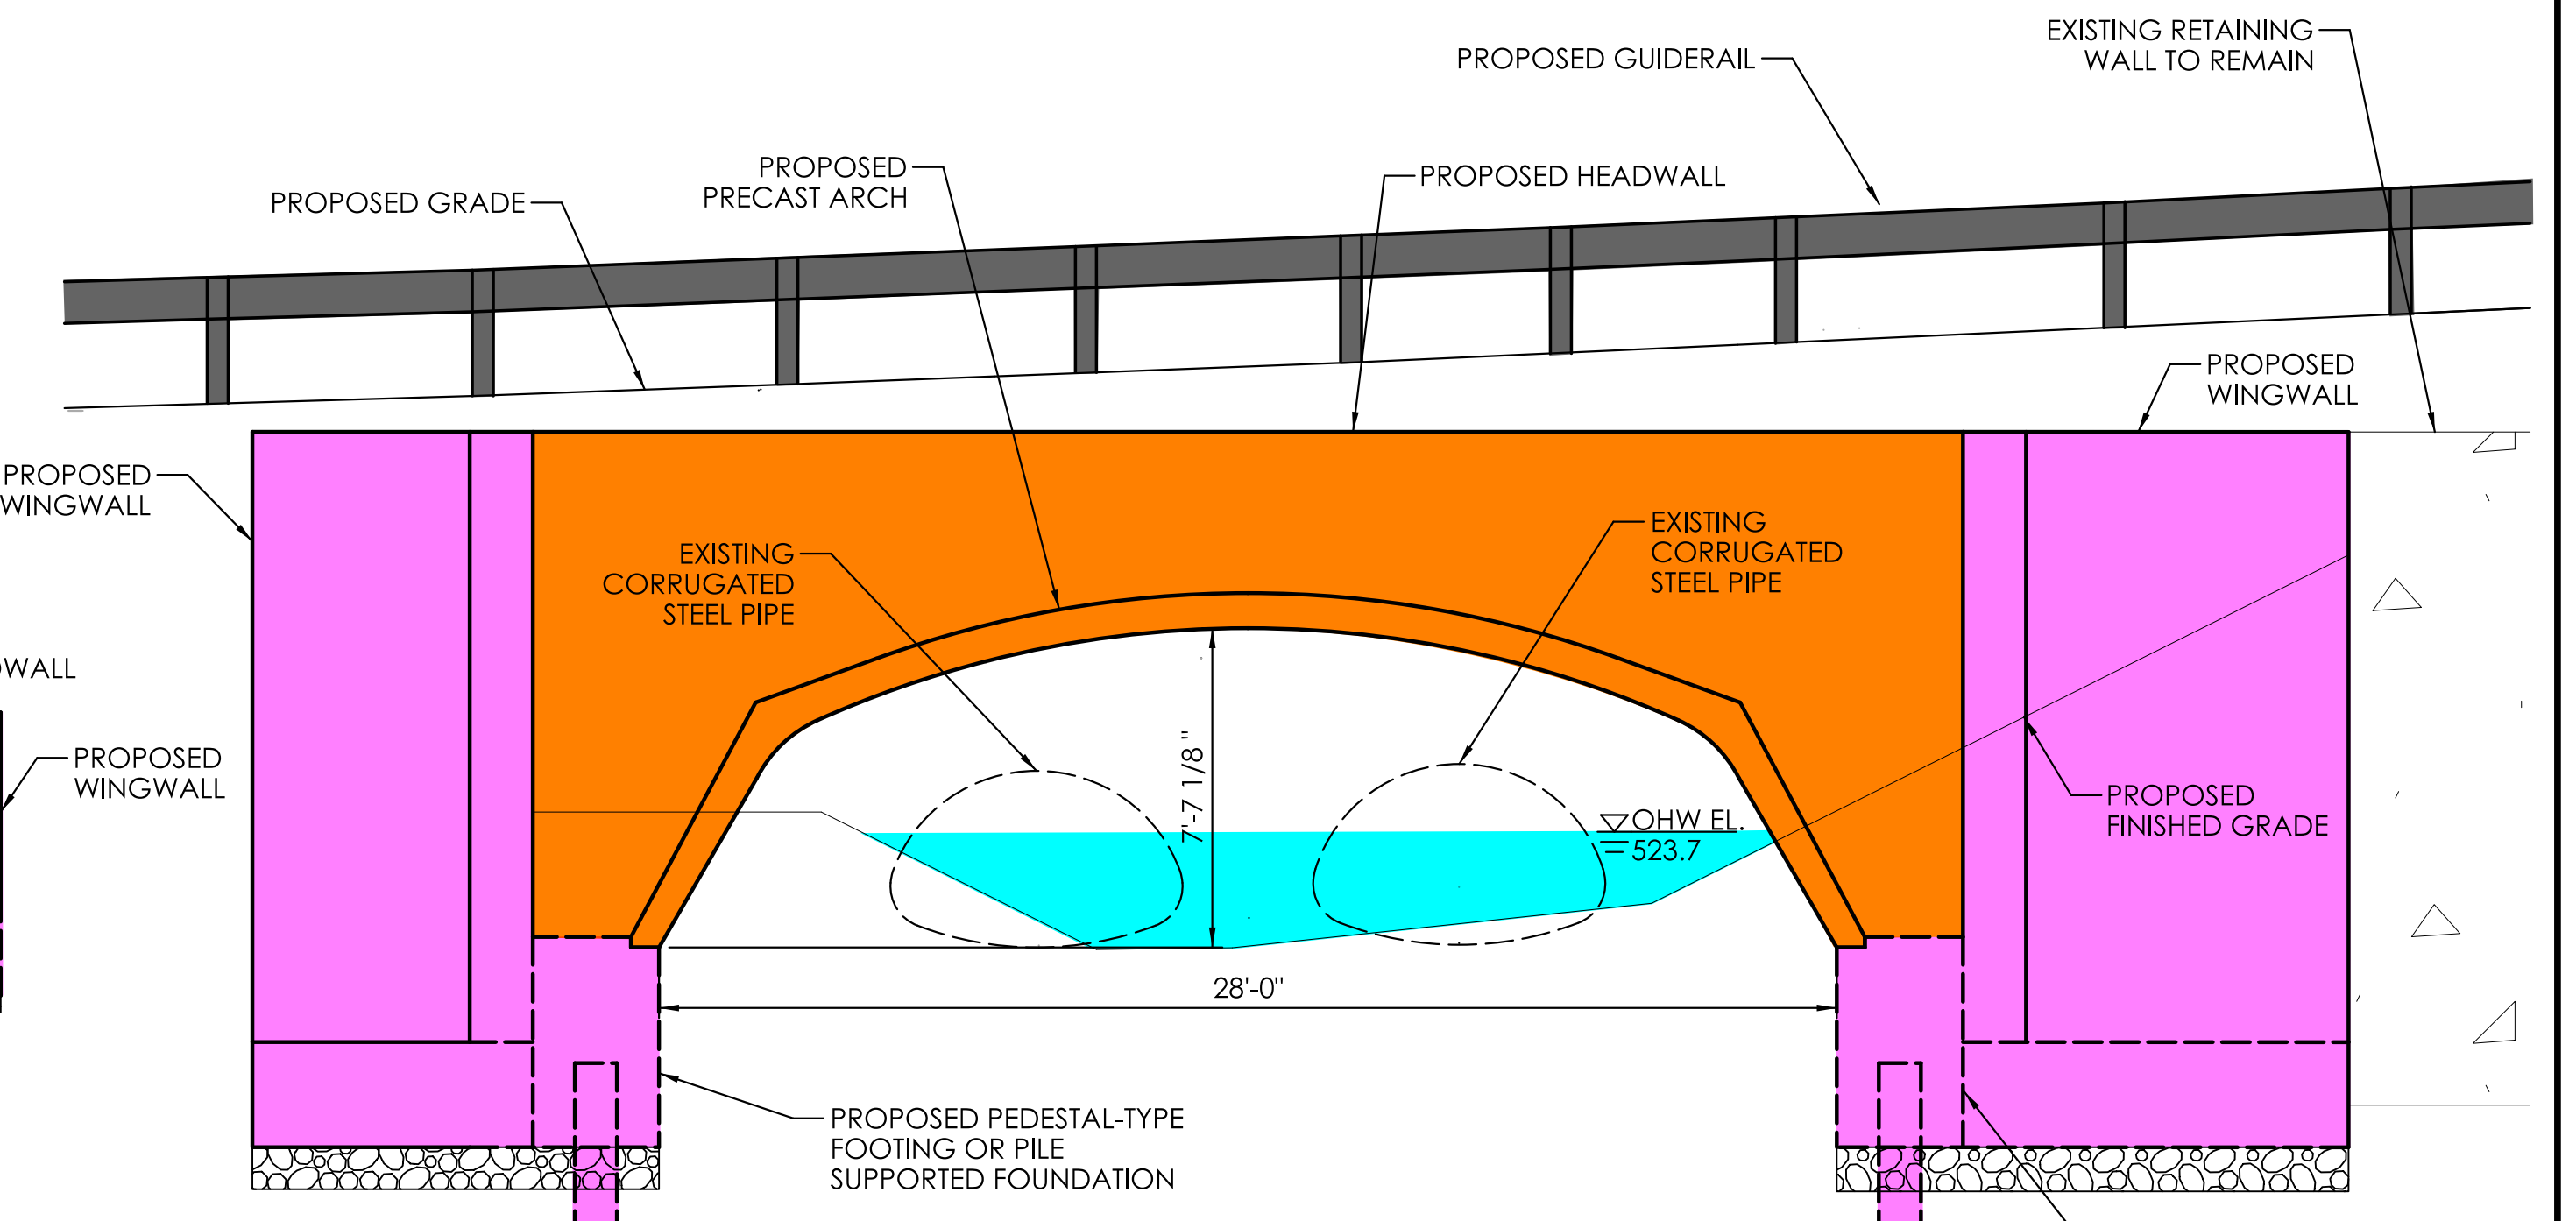 EXISTING RETAINING
WALL TO REMAIN
PROPOSED GUIDERAIL
PROPOSED
PRECAST ARCH
PROPOSED HEADWALL
PROPOSED GRADE
PROPOSED
WINGWALL
PROPOSED
WINGWALL
EXISTING
CORRUGATED
STEEL PIPE
EXISTING
CORRUGATED
STEEL PIPE
DWALL
PROPOSED
WINGWALL
7'-7 1/8"
OHW EL.
523.7
PROPOSED
FINISHED GRADE
28'-0"
PROPOSED PEDESTAL-TYPE
FOOTING OR PILE
SUPPORTED FOUNDATION